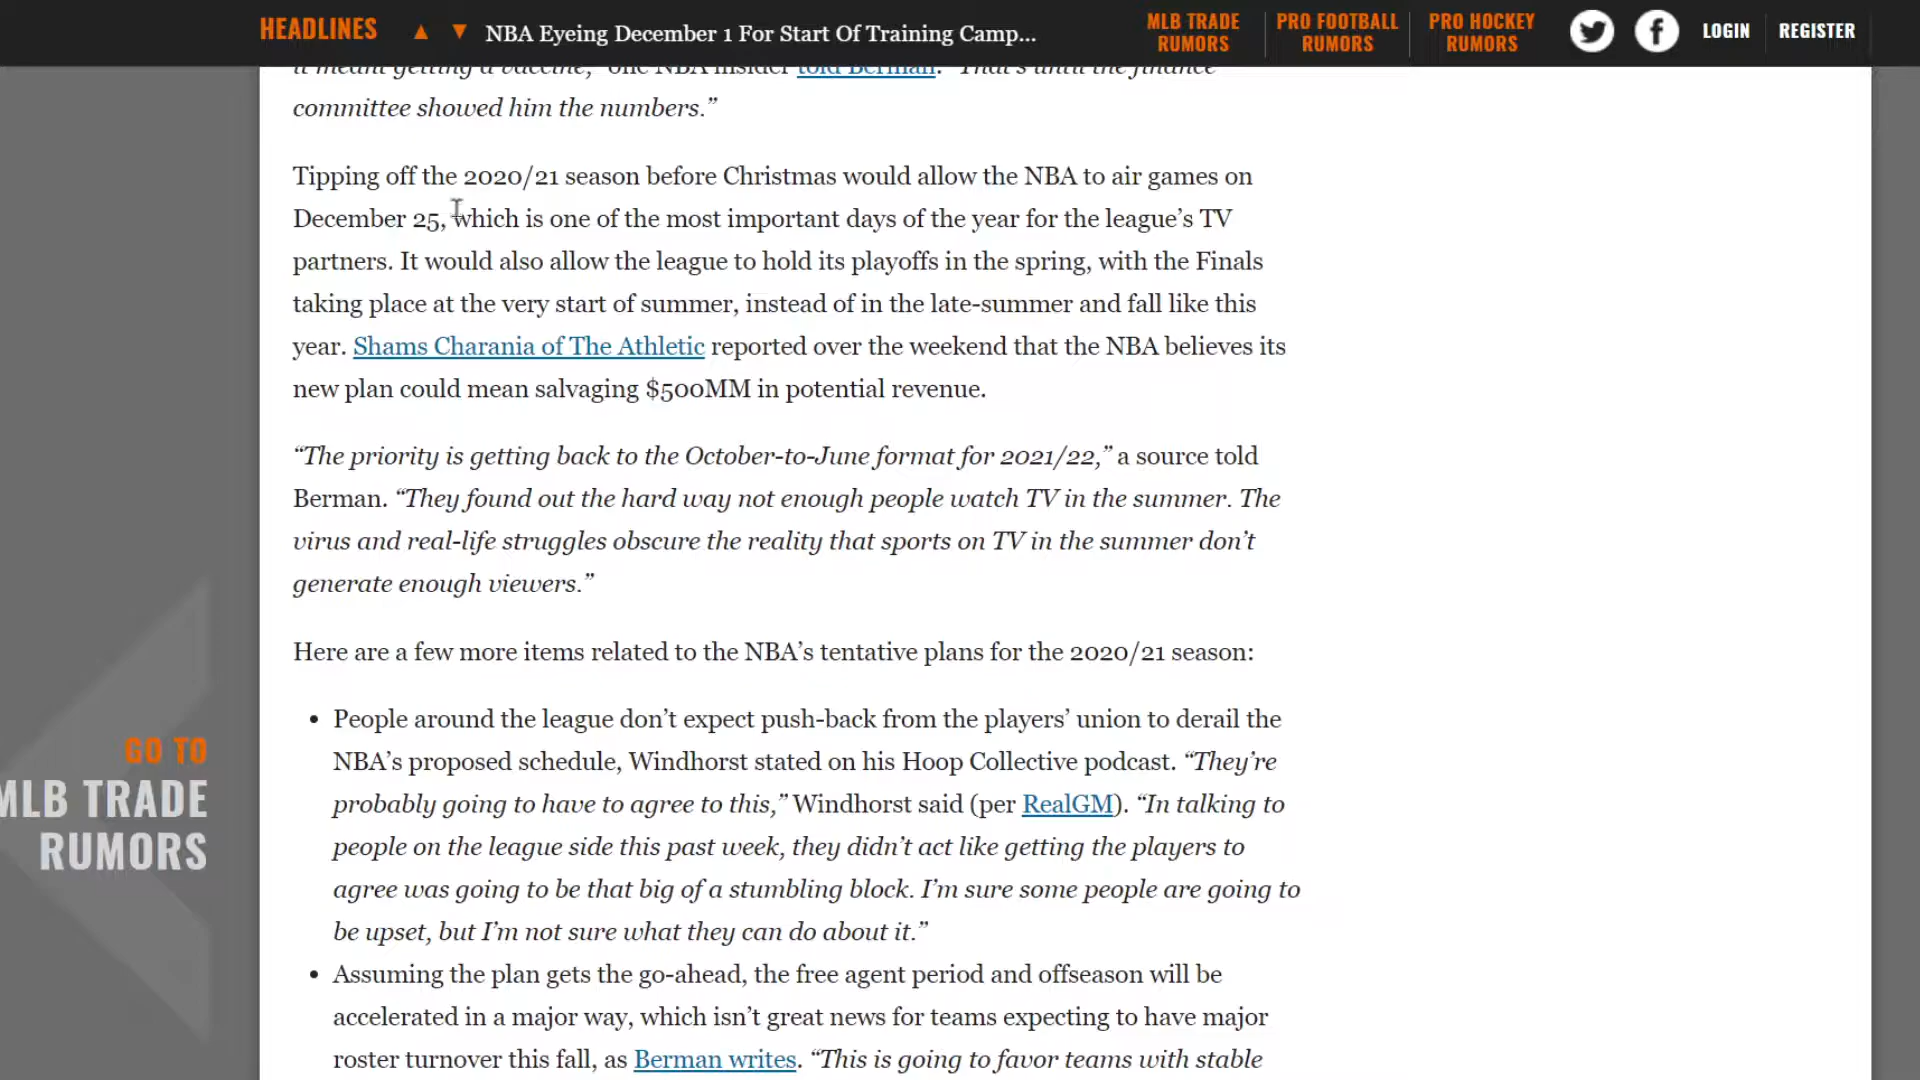 HEADLINES ▲ ▼ NBA Eyeing December 1 For Start Of Training Camp...
MLB TRADE
RUMORS
PRO FOOTBALL
RUMORS
PRO HOCKEY
RUMORS
LOGIN
REGISTER
it meant getting a vaccine,” one NBA insider told Berman. “That’s until the finance
committee showed him the numbers.”
Tipping off the 2020/21 season before Christmas would allow the NBA to air games on
December 25, which is one of the most important days of the year for the league’s TV
partners. It would also allow the league to hold its playoffs in the spring, with the Finals
taking place at the very start of summer, instead of in the late-summer and fall like this
year. Shams Charania of The Athletic reported over the weekend that the NBA believes its
new plan could mean salvaging $500MM in potential revenue.
“The priority is getting back to the October-to-June format for 2021/22,” a source told
Berman. “They found out the hard way not enough people watch TV in the summer. The
virus and real-life struggles obscure the reality that sports on TV in the summer don’t
generate enough viewers.”
Here are a few more items related to the NBA’s tentative plans for the 2020/21 season:
• People around the league don’t expect push-back from the players’ union to derail the
NBA’s proposed schedule, Windhorst stated on his Hoop Collective podcast. “They’re
probably going to have to agree to this,” Windhorst said (per RealGM). “In talking to
people on the league side this past week, they didn’t act like getting the players to
agree was going to be that big of a stumbling block. I’m sure some people are going to
be upset, but I’m not sure what they can do about it.”
• Assuming the plan gets the go-ahead, the free agent period and offseason will be
accelerated in a major way, which isn’t great news for teams expecting to have major
roster turnover this fall, as Berman writes. “This is going to favor teams with stable
GO TO
MLB TRADE
RUMORS